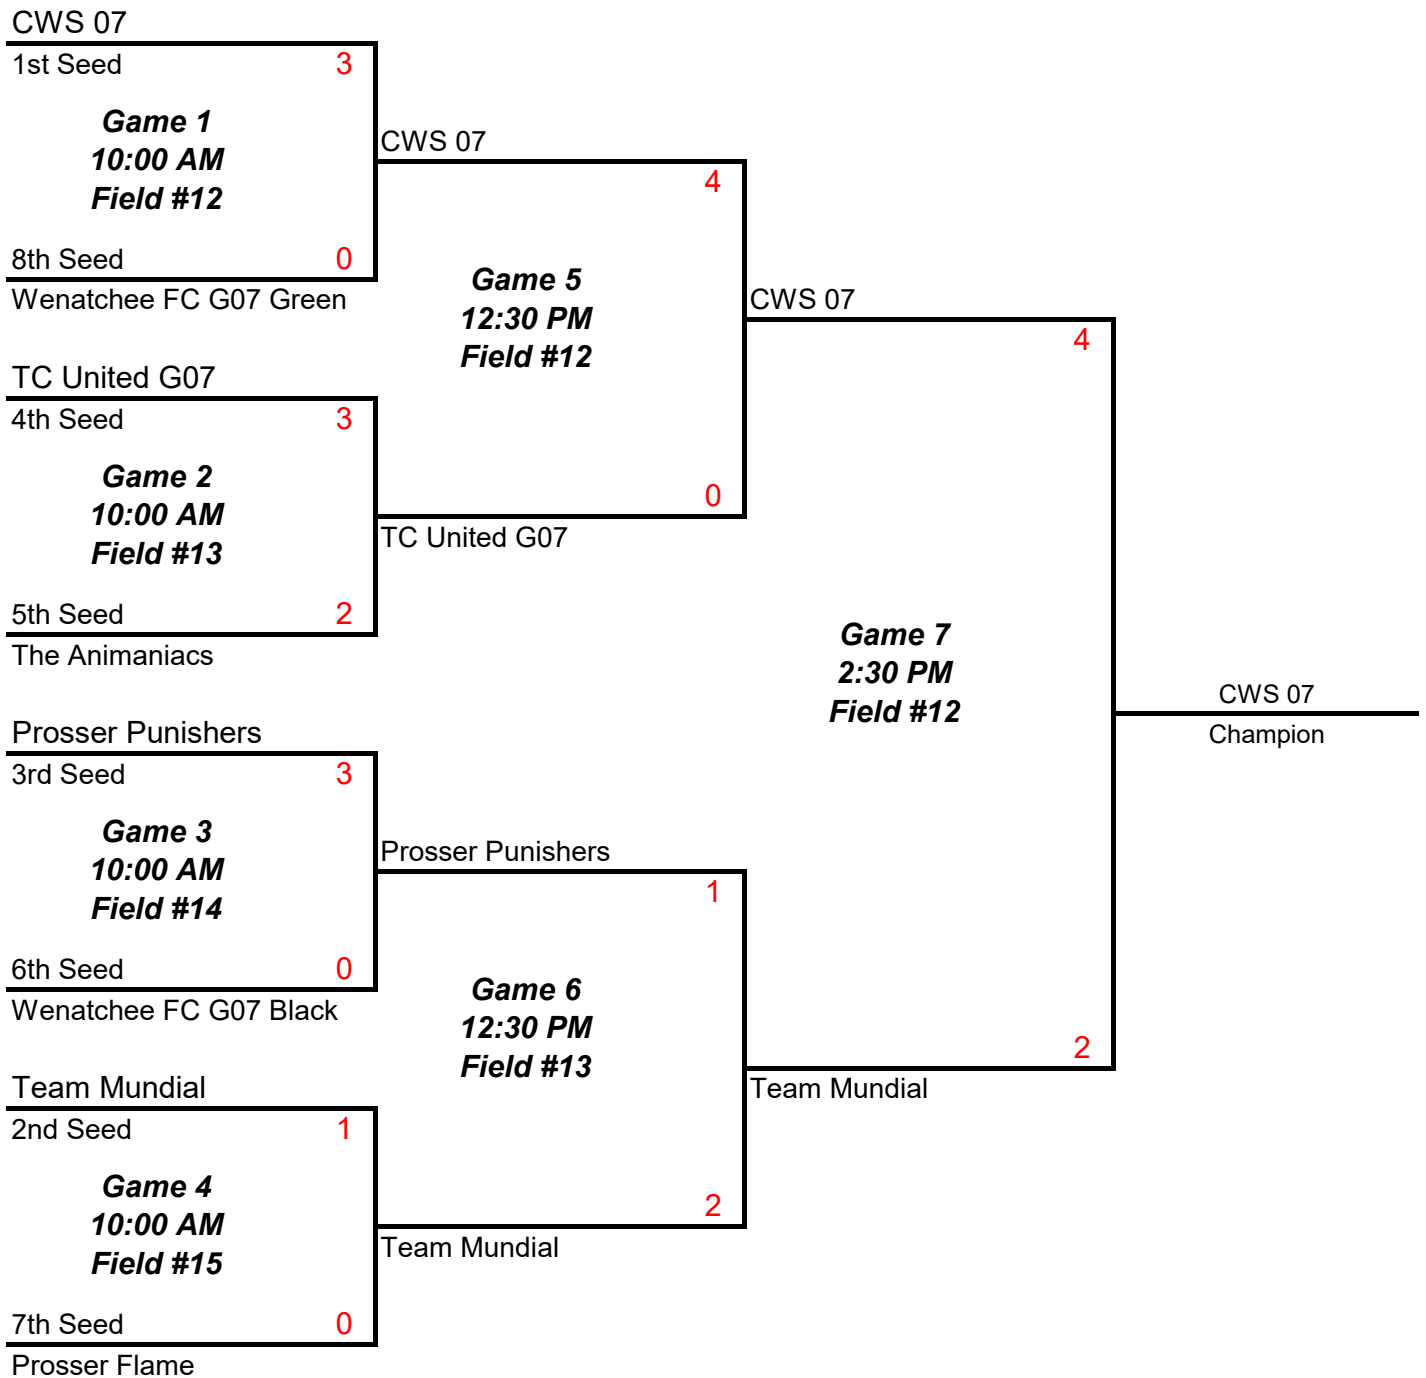 CWS 07
1st Seed 3
Game 1
10:00 AM
Field #12
8th Seed 0
Wenatchee FC G07 Green
TC United G07
4th Seed 3
Game 2
10:00 AM
Field #13
5th Seed 2
The Animaniacs
Prosser Punishers
3rd Seed 3
Game 3
10:00 AM
Field #14
6th Seed 0
Wenatchee FC G07 Black
Team Mundial
2nd Seed 1
Game 4
10:00 AM
Field #15
7th Seed 0
Prosser Flame
CWS 07
4
Game 5
12:30 PM
Field #12
0
TC United G07
Prosser Punishers
1
Game 6
12:30 PM
Field #13
2
Team Mundial
CWS 07
4
Game 7
2:30 PM
Field #12
2
Team Mundial
CWS 07
Champion